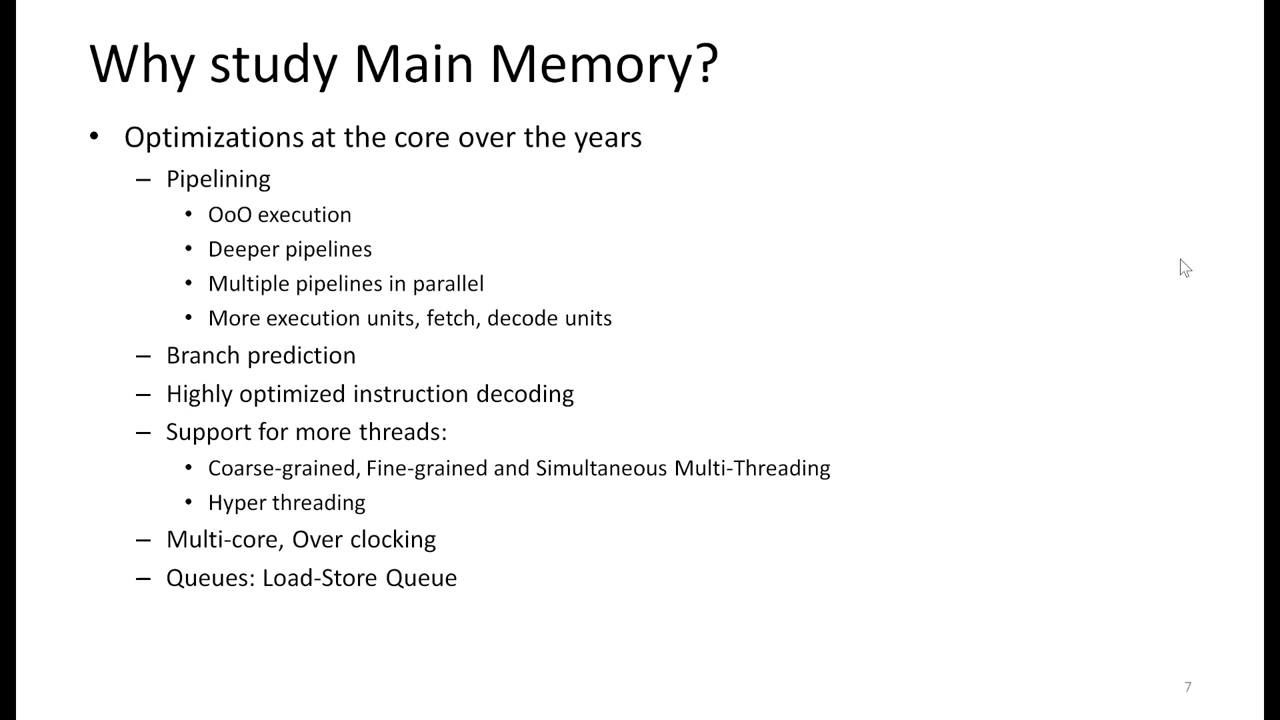 Why study Main Memory?
• Optimizations at the core over the years
– Pipelining
• OoO execution
• Deeper pipelines
• Multiple pipelines in parallel
• More execution units, fetch, decode units
– Branch prediction
– Highly optimized instruction decoding
– Support for more threads:
• Coarse-grained, Fine-grained and Simultaneous Multi-Threading
• Hyper threading
– Multi-core, Over clocking
– Queues: Load-Store Queue
7